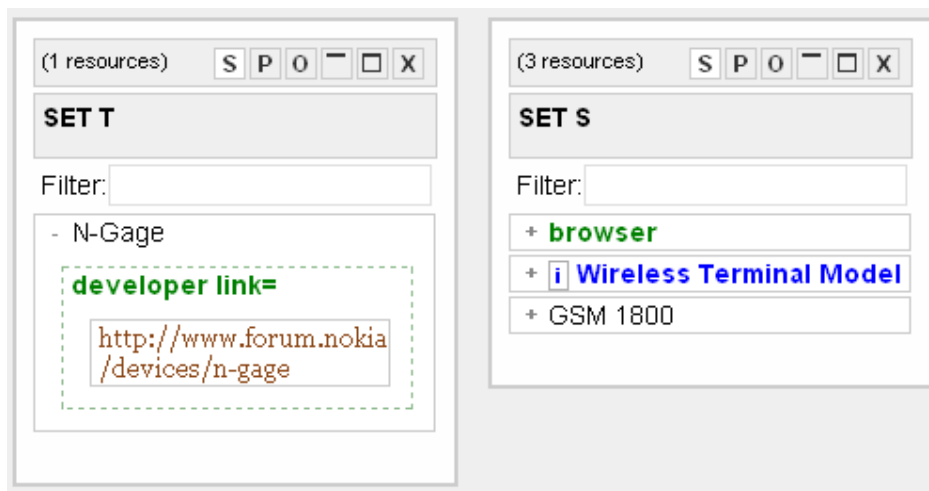 (1 resources) S P O X
SET T
Filter:
- N-Gage
developer link=
http://www.forum.nokia
/devices/n-gage
(3 resources) S P O X
SET S
Filter:
+ browser
+ i Wireless Terminal Model
+ GSM 1800